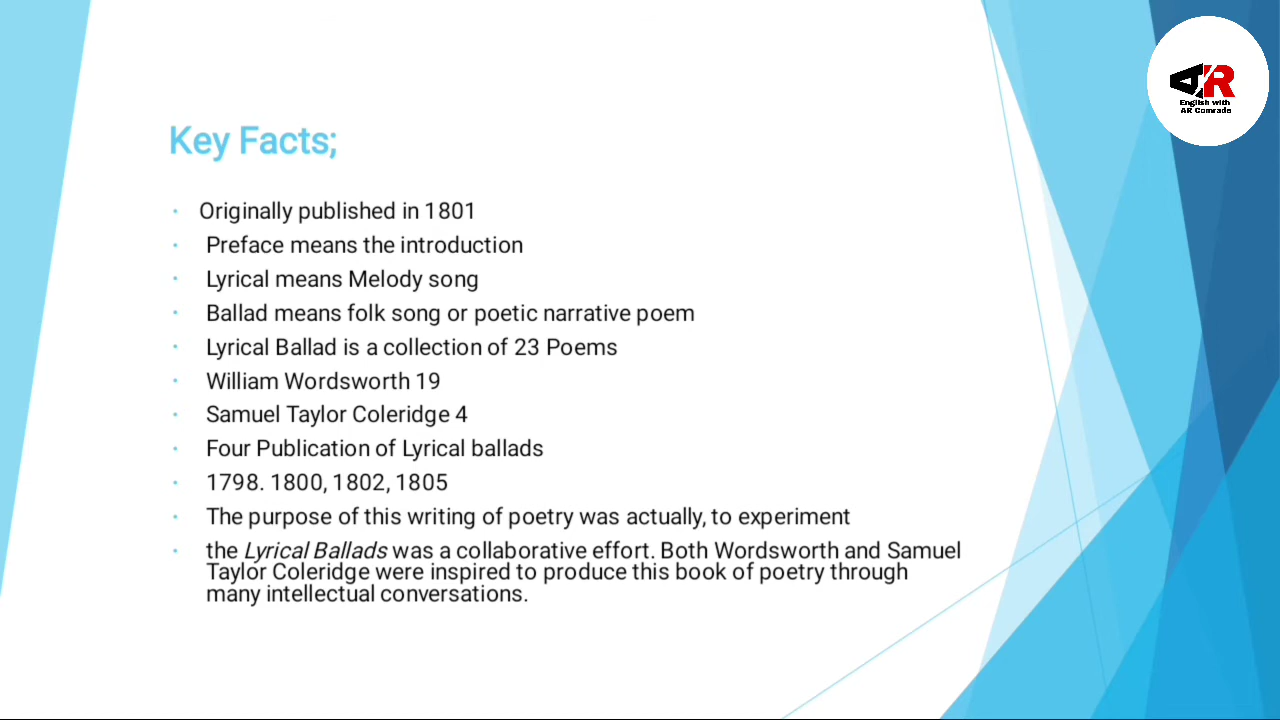 A/R
English with
AR Comrade
Key Facts;
Originally published in 1801
Preface means the introduction
Lyrical means Melody song
Ballad means folk song or poetic narrative poem
Lyrical Ballad is a collection of 23 Poems
William Wordsworth 19
Samuel Taylor Coleridge 4
Four Publication of Lyrical ballads
1798. 1800, 1802, 1805
The purpose of this writing of poetry was actually, to experiment
the Lyrical Ballads was a collaborative effort. Both Wordsworth and Samuel
Taylor Coleridge were inspired to produce this book of poetry through
many intellectual conversations.